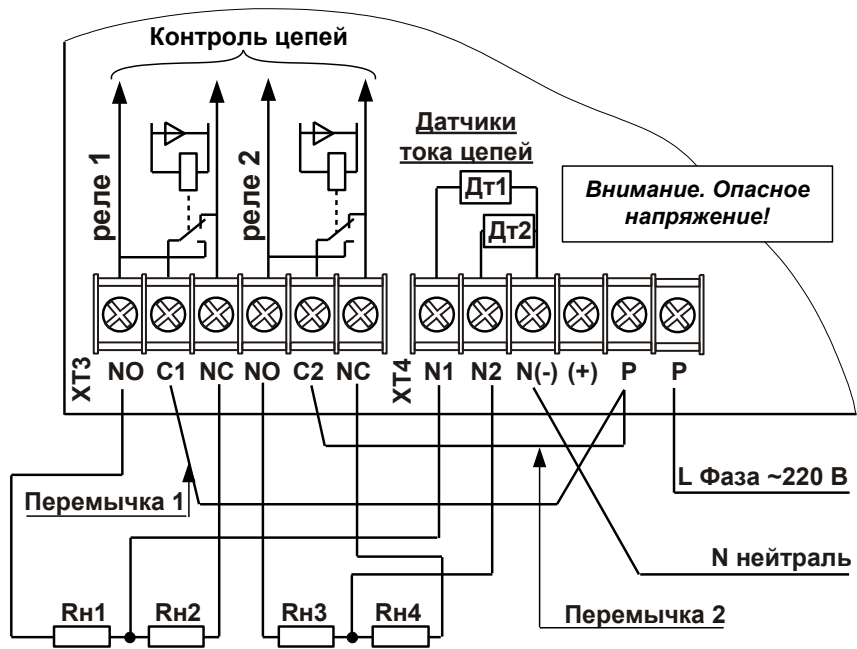 Контроль цепей
реле 1
реле 2
Датчики
тока цепей
Дт1
Дт2
Внимание. Опасное
напряжение!
XT3
NO C1 NC NO C2 NC
XT4
N1 N2 N(-) (+) P P
L Фаза ~220 В
Перемычка 1
N нейтраль
Rн1 Rн2 Rн3 Rн4
Перемычка 2